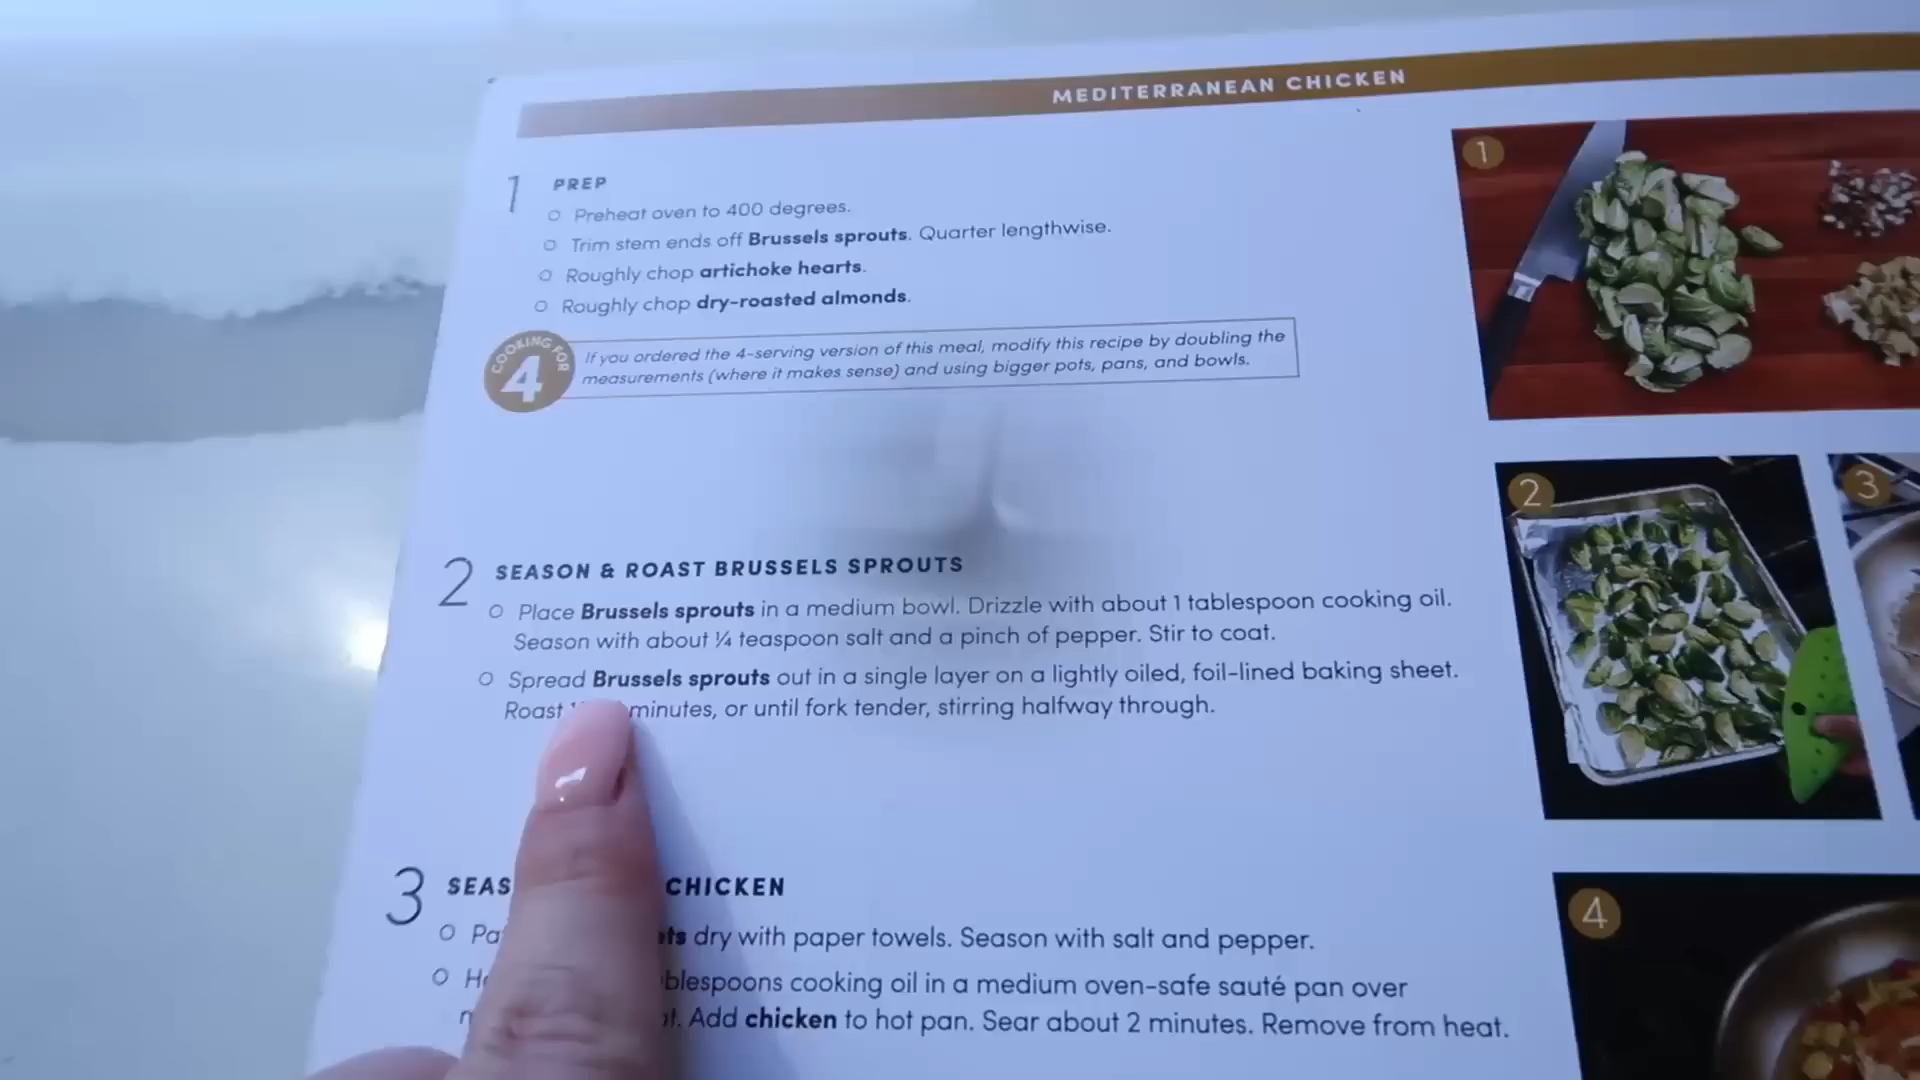 MEDITERRANEAN CHICKEN
1 PREP
Preheat oven to 400 degrees.
Trim stem ends off Brussels sprouts. Quarter lengthwise.
Roughly chop artichoke hearts.
Roughly chop dry-roasted almonds.
COOKING FOR
4
If you ordered the 4-serving version of this meal, modify this recipe by doubling the
measurements (where it makes sense) and using bigger pots, pans, and bowls.
2 SEASON & ROAST BRUSSELS SPROUTS
Place Brussels sprouts in a medium bowl. Drizzle with about 1 tablespoon cooking oil.
Season with about ¼ teaspoon salt and a pinch of pepper. Stir to coat.
Spread Brussels sprouts out in a single layer on a lightly oiled, foil-lined baking sheet.
Roast minutes, or until fork tender, stirring halfway through.
3 CHICKEN
dry with paper towels. Season with salt and pepper.
cooking oil in a medium oven-safe sauté pan over
Add chicken to hot pan. Sear about 2 minutes. Remove from heat.
1
2
3
4